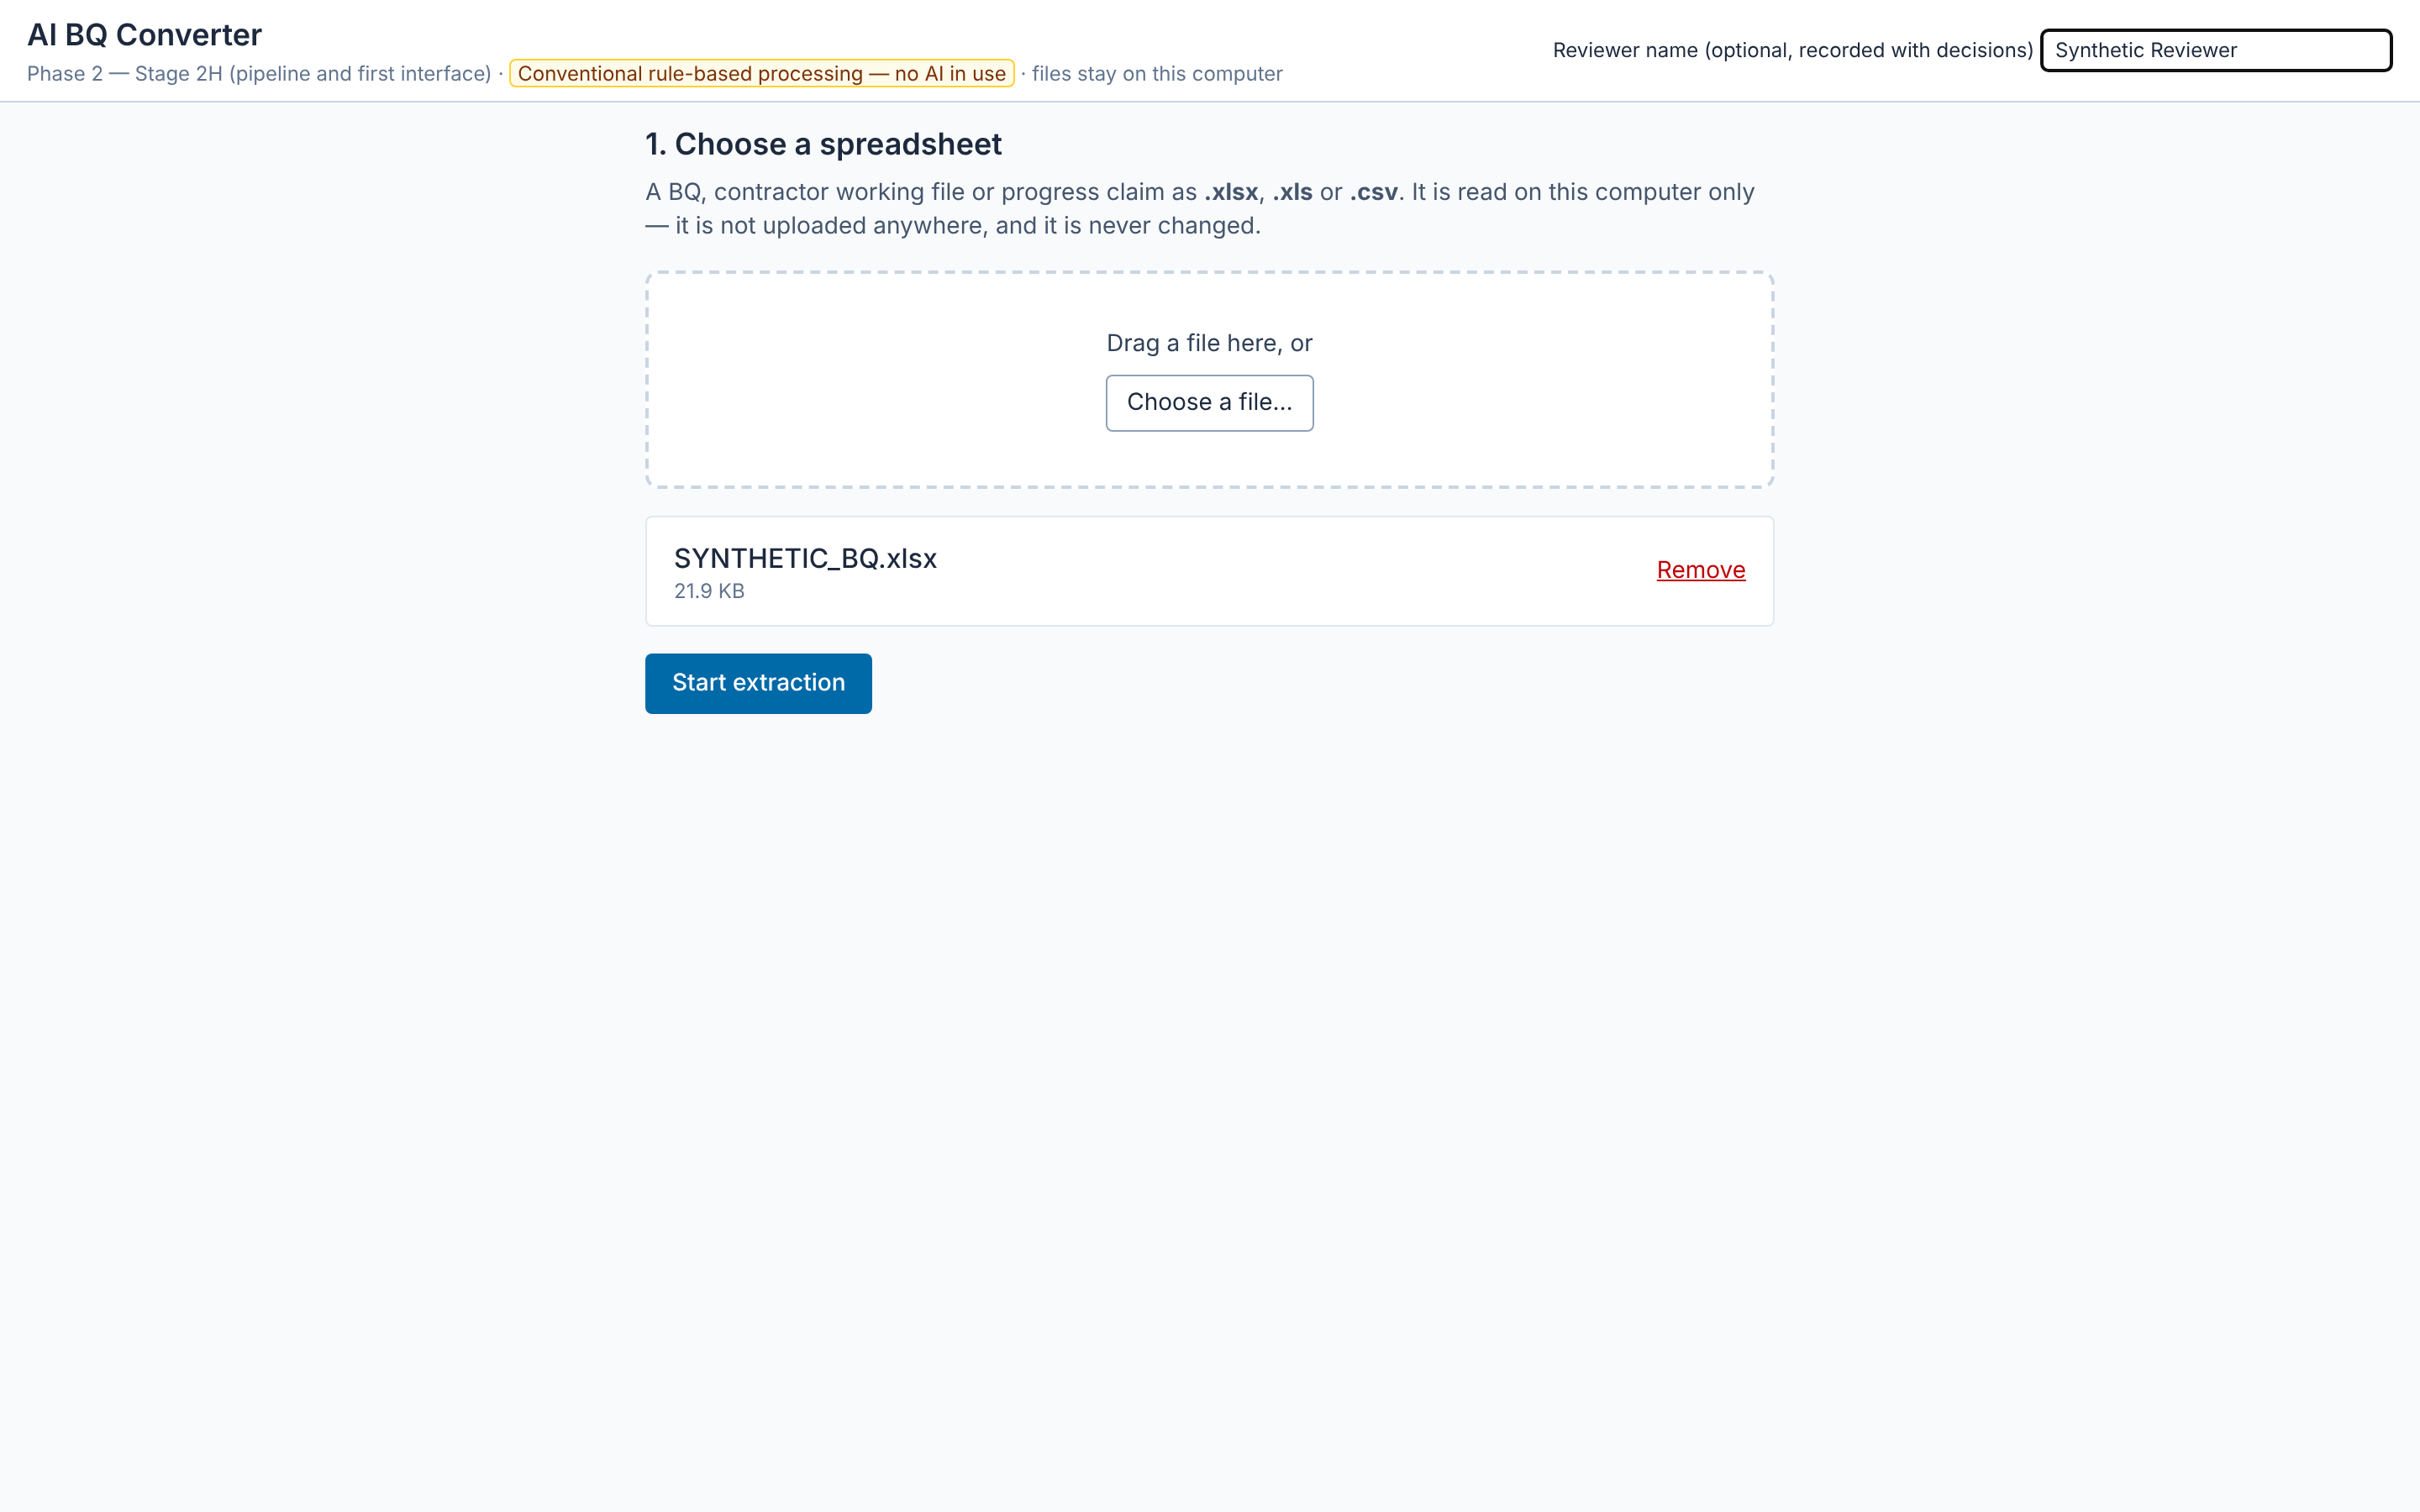 AI BQ Converter
Phase 2 — Stage 2H (pipeline and first interface) · Conventional rule-based processing — no AI in use · files stay on this computer
Reviewer name (optional, recorded with decisions) Synthetic Reviewer
1. Choose a spreadsheet
A BQ, contractor working file or progress claim as .xlsx, .xls or .csv. It is read on this computer only
— it is not uploaded anywhere, and it is never changed.
Drag a file here, or
Choose a file...
SYNTHETIC_BQ.xlsx
21.9 KB
Remove
Start extraction